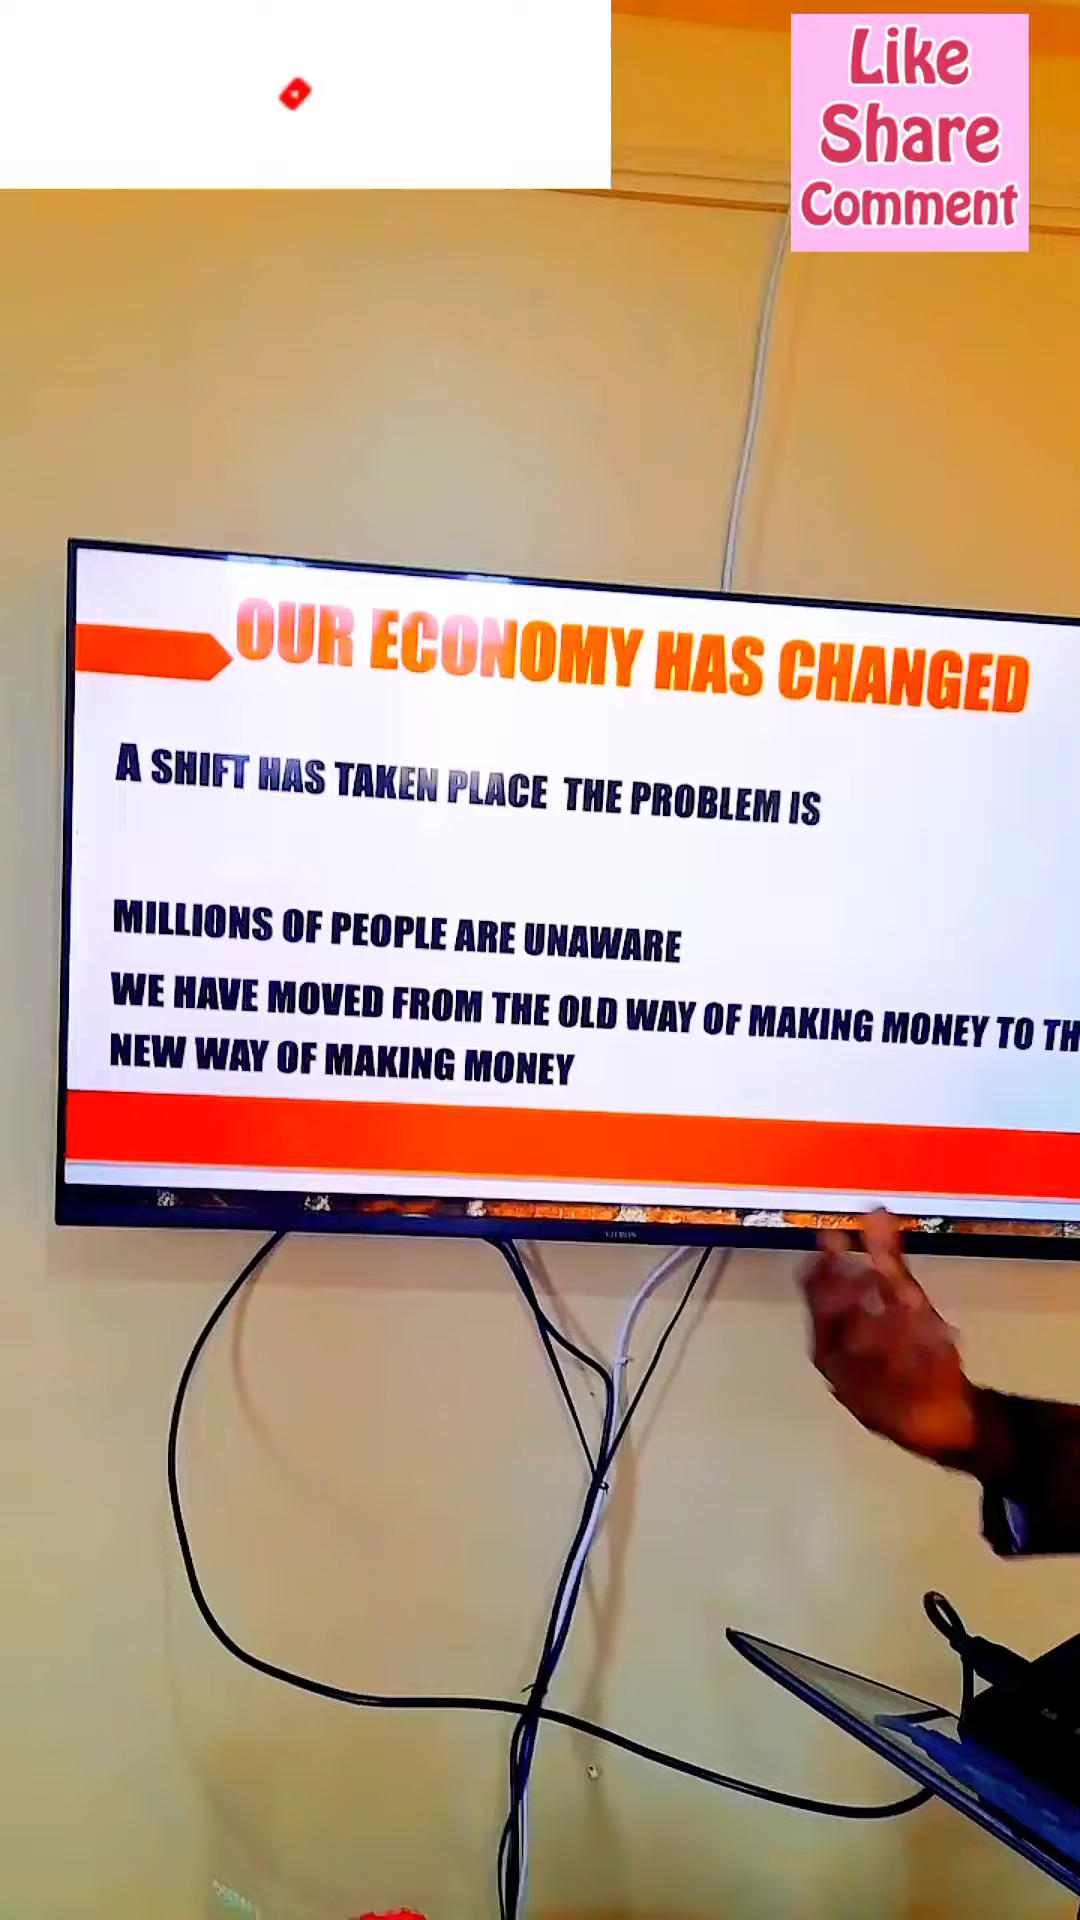 Like
Share
Comment
OUR ECONOMY HAS CHANGED
A SHIFT HAS TAKEN PLACE THE PROBLEM IS
MILLIONS OF PEOPLE ARE UNAWARE
WE HAVE MOVED FROM THE OLD WAY OF MAKING MONEY TO TH
NEW WAY OF MAKING MONEY
VITRON